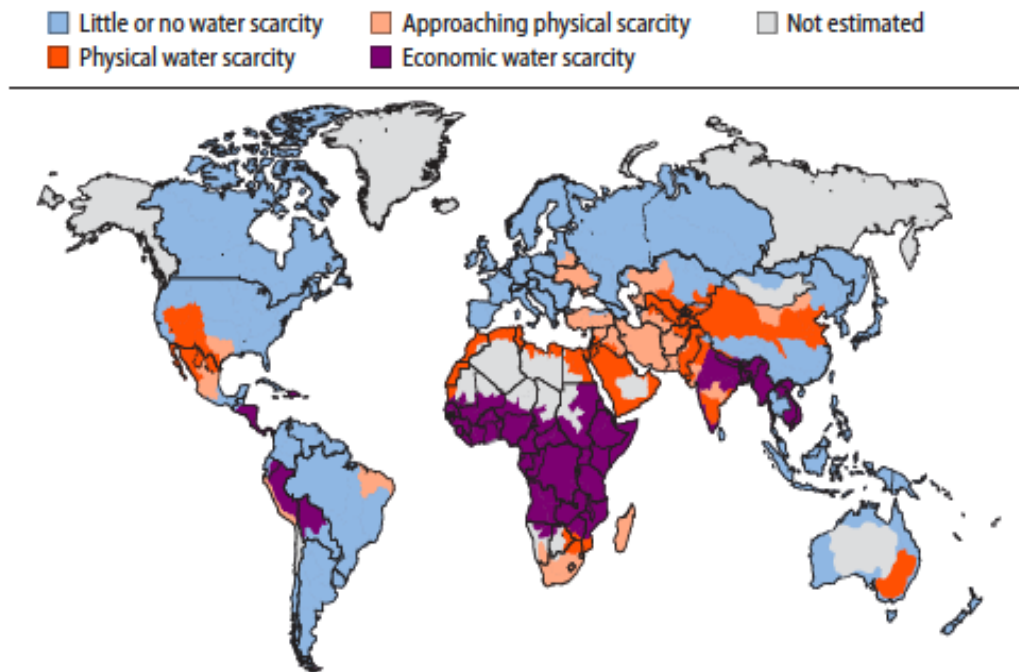 Little or no water scarcity Approaching physical scarcity Not estimated
Physical water scarcity Economic water scarcity